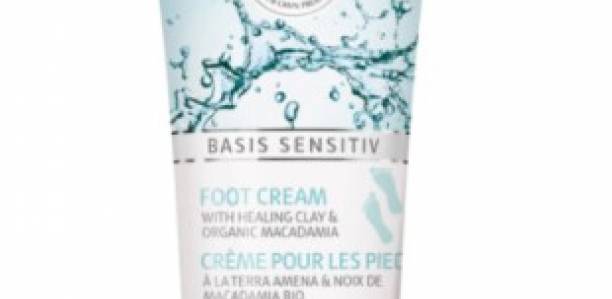 BASIS SENSITIV
FOOT CREAM
WITH HEALING CLAY &
ORGANIC MACADAMIA
CRÈME POUR LES PIED
À LA TERRA AMENA & NOIX DE
MACADAMIA BIO